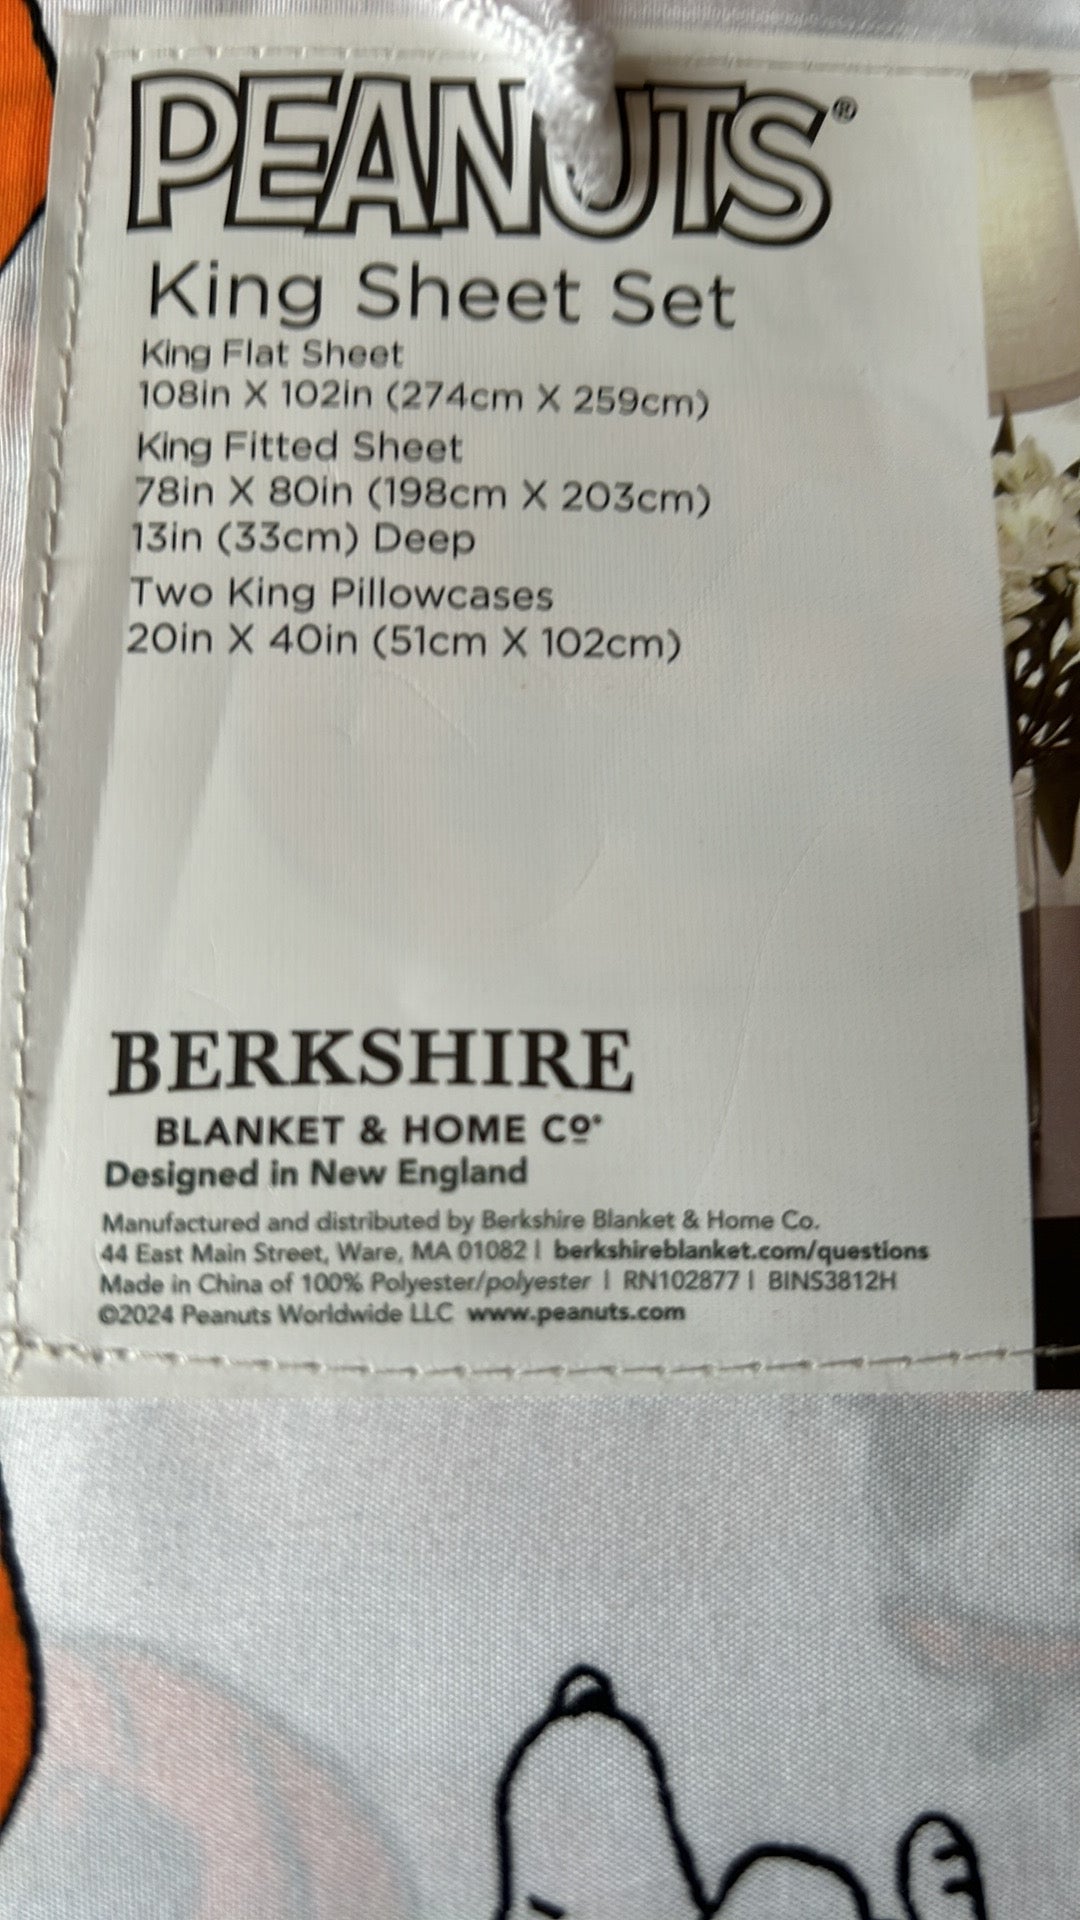 PEANUTS®
King Sheet Set
King Flat Sheet
108in X 102in (274cm X 259cm)
King Fitted Sheet
78in X 80in (198cm X 203cm)
13in (33cm) Deep
Two King Pillowcases
20in X 40in (51cm X 102cm)
BERKSHIRE
BLANKET & HOME Cº®
Designed in New England
Manufactured and distributed by Berkshire Blanket & Home Co.
44 East Main Street, Ware, MA 01082 | berkshireblanket.com/questions
Made in China of 100% Polyester/polyester | RN102877 | BINS3812H
©2024 Peanuts Worldwide LLC www.peanuts.com